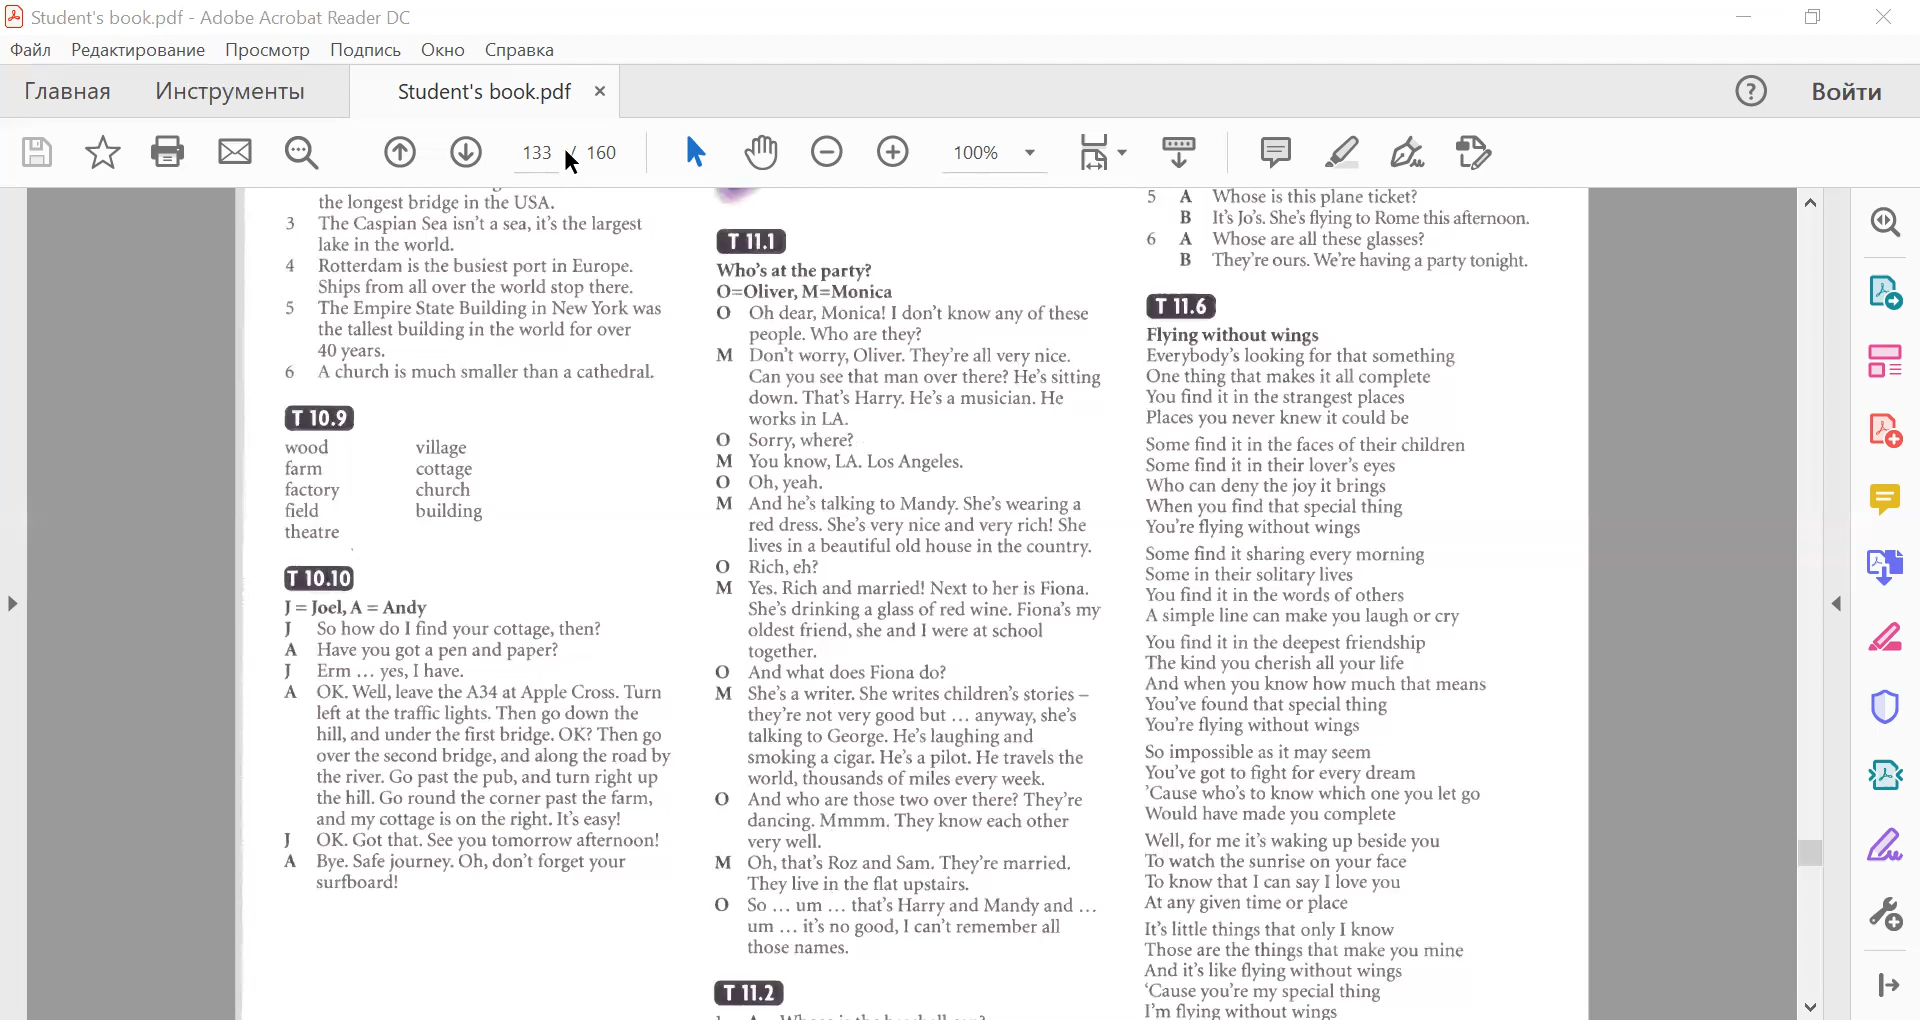 Student's book.pdf - Adobe Acrobat Reader DC
Файл Редактирование Просмотр Подпись Окно Справка
Главная Инструменты Student's book.pdf × ? Войти
133 / 160 100%
the longest bridge in the USA.
3 The Caspian Sea isn't a sea, it's the largest
lake in the world.
4 Rotterdam is the busiest port in Europe.
Ships from all over the world stop there.
5 The Empire State Building in New York was
the tallest building in the world for over
40 years.
6 A church is much smaller than a cathedral.
T 10.9
wood village
farm cottage
factory church
field building
theatre
T 10.10
J = Joel, A = Andy
J So how do I find your cottage, then?
A Have you got a pen and paper?
J Erm … yes, I have.
A OK. Well, leave the A34 at Apple Cross. Turn
left at the traffic lights. Then go down the
hill, and under the first bridge. OK? Then go
over the second bridge, and along the road by
the river. Go past the pub, and turn right up
the hill. Go round the corner past the farm,
and my cottage is on the right. It's easy!
J OK. Got that. See you tomorrow afternoon!
A Bye. Safe journey. Oh, don't forget your
surfboard!
T 11.1
Who's at the party?
O=Oliver, M=Monica
O Oh dear, Monica! I don't know any of these
people. Who are they?
M Don't worry, Oliver. They're all very nice.
Can you see that man over there? He's sitting
down. That's Harry. He's a musician. He
works in LA.
O Sorry, where?
M You know, LA. Los Angeles.
O Oh, yeah.
M And he's talking to Mandy. She's wearing a
red dress. She's very nice and very rich! She
lives in a beautiful old house in the country.
O Rich, eh?
M Yes. Rich and married! Next to her is Fiona.
She's drinking a glass of red wine. Fiona's my
oldest friend, she and I were at school
together.
O And what does Fiona do?
M She's a writer. She writes children's stories –
they're not very good but … anyway, she's
talking to George. He's laughing and
smoking a cigar. He's a pilot. He travels the
world, thousands of miles every week.
O And who are those two over there? They're
dancing. Mmmm. They know each other
very well.
M Oh, that's Roz and Sam. They're married.
They live in the flat upstairs.
O So … um … that's Harry and Mandy and …
um … it's no good, I can't remember all
those names.
T 11.2
5 A Whose is this plane ticket?
B It's Jo's. She's flying to Rome this afternoon.
6 A Whose are all these glasses?
B They're ours. We're having a party tonight.
T 11.6
Flying without wings
Everybody's looking for that something
One thing that makes it all complete
You find it in the strangest places
Places you never knew it could be
Some find it in the faces of their children
Some find it in their lover's eyes
Who can deny the joy it brings
When you find that special thing
You're flying without wings
Some find it sharing every morning
Some in their solitary lives
You find it in the words of others
A simple line can make you laugh or cry
You find it in the deepest friendship
The kind you cherish all your life
And when you know how much that means
You've found that special thing
You're flying without wings
So impossible as it may seem
You've got to fight for every dream
'Cause who's to know which one you let go
Would have made you complete
Well, for me it's waking up beside you
To watch the sunrise on your face
To know that I can say I love you
At any given time or place
It's little things that only I know
Those are the things that make you mine
And it's like flying without wings
'Cause you're my special thing
I'm flying without wings